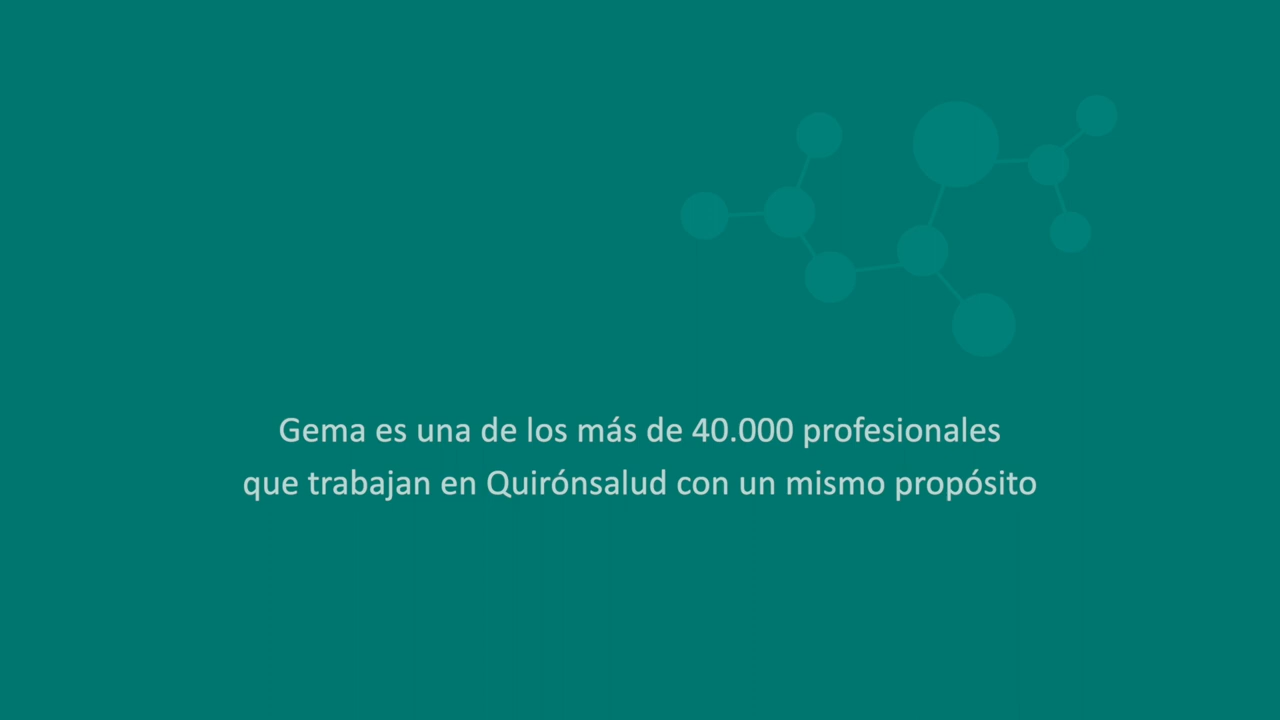 Gema es una de los más de 40.000 profesionales
que trabajan en Quirónsalud con un mismo propósito